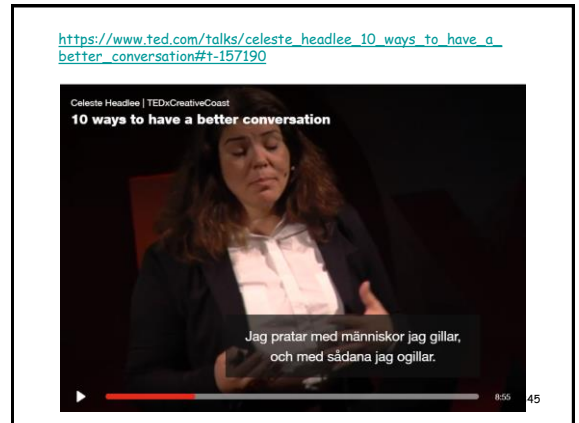 https://www.ted.com/talks/celeste_headlee_10_ways_to_have_a_
better_conversation#t-157190
Celeste Headlee | TEDxCreativeCoast
10 ways to have a better conversation
Jag pratar med människor jag gillar,
och med sådana jag ogillar.
8:55
45